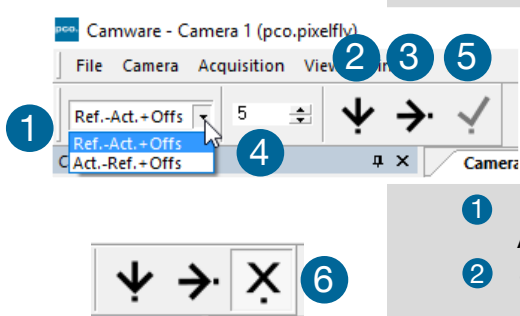 pco. Camware - Camera 1 (pco.pixelfly)
2 3 5
File Camera Acquisition
1 Ref.-Act.+Offs 5
Ref.-Act.+Offs
Act.-Ref.+Offs 4
Camera
1
2
6